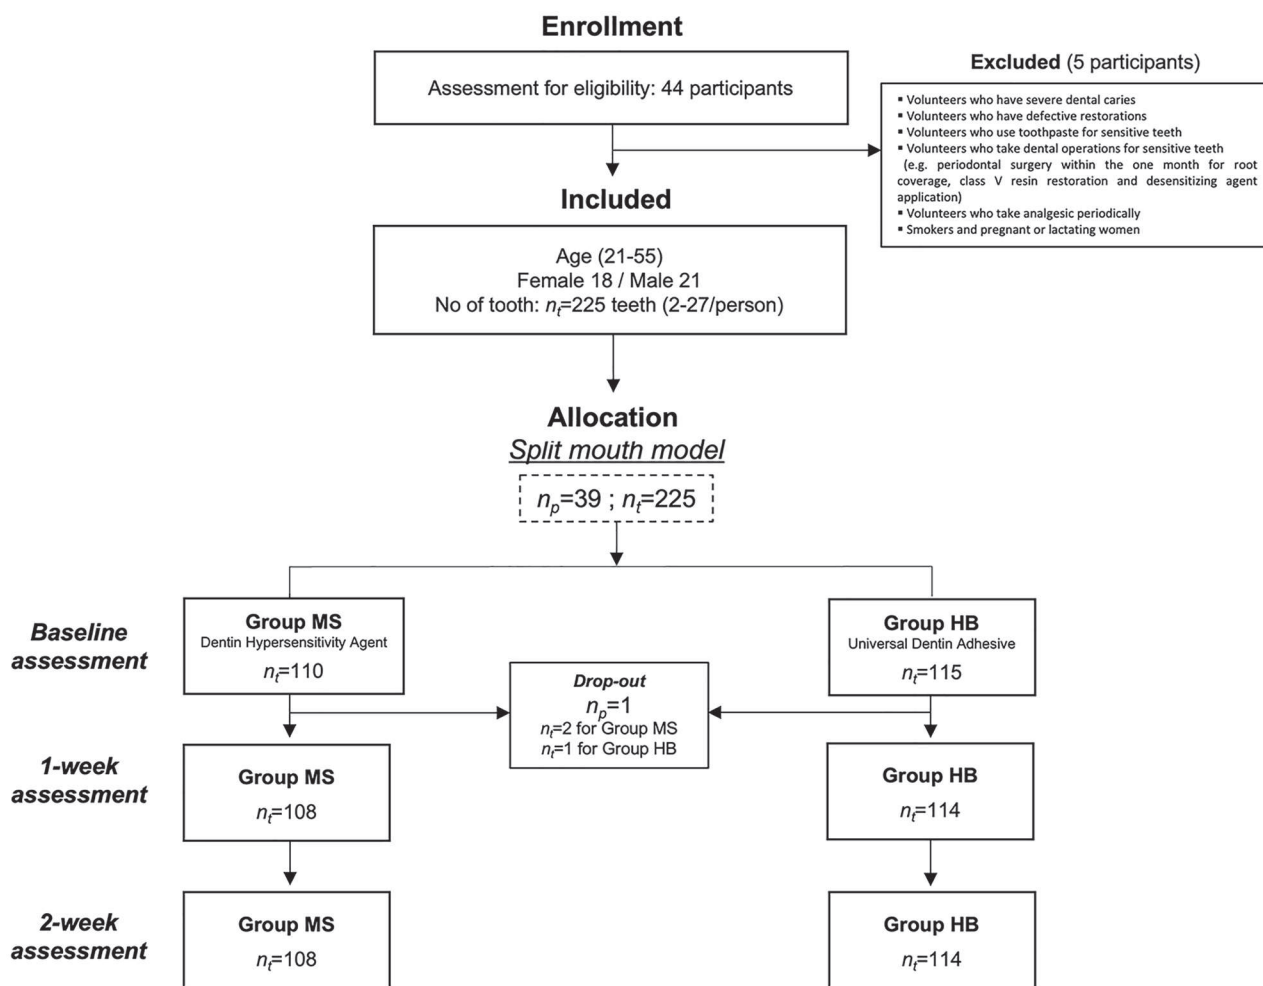 Enrollment
Assessment for eligibility: 44 participants
Excluded (5 participants)
▪ Volunteers who have severe dental caries
▪ Volunteers who have defective restorations
▪ Volunteers who use toothpaste for sensitive teeth
▪ Volunteers who take dental operations for sensitive teeth
(e.g. periodontal surgery within the one month for root
coverage, class V resin restoration and desensitizing agent
application)
▪ Volunteers who take analgesic periodically
▪ Smokers and pregnant or lactating women
Included
Age (21-55)
Female 18 / Male 21
No of tooth: nt=225 teeth (2-27/person)
Allocation
Split mouth model
np=39 ; nt=225
Baseline
assessment
Group MS
Dentin Hypersensitivity Agent
nt=110
Group HB
Universal Dentin Adhesive
nt=115
Drop-out
np=1
nt=2 for Group MS
nt=1 for Group HB
1-week
assessment
Group MS
nt=108
Group HB
nt=114
2-week
assessment
Group MS
nt=108
Group HB
nt=114